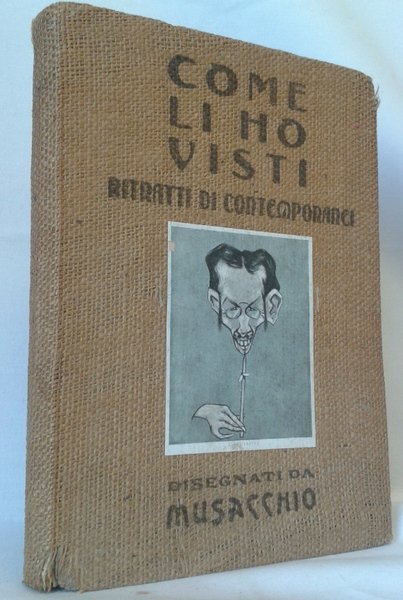 COME
LI HO
VISTI
RITRATTI DI CONTEMPORANEI
DISEGNATI DA
MUSACCHIO